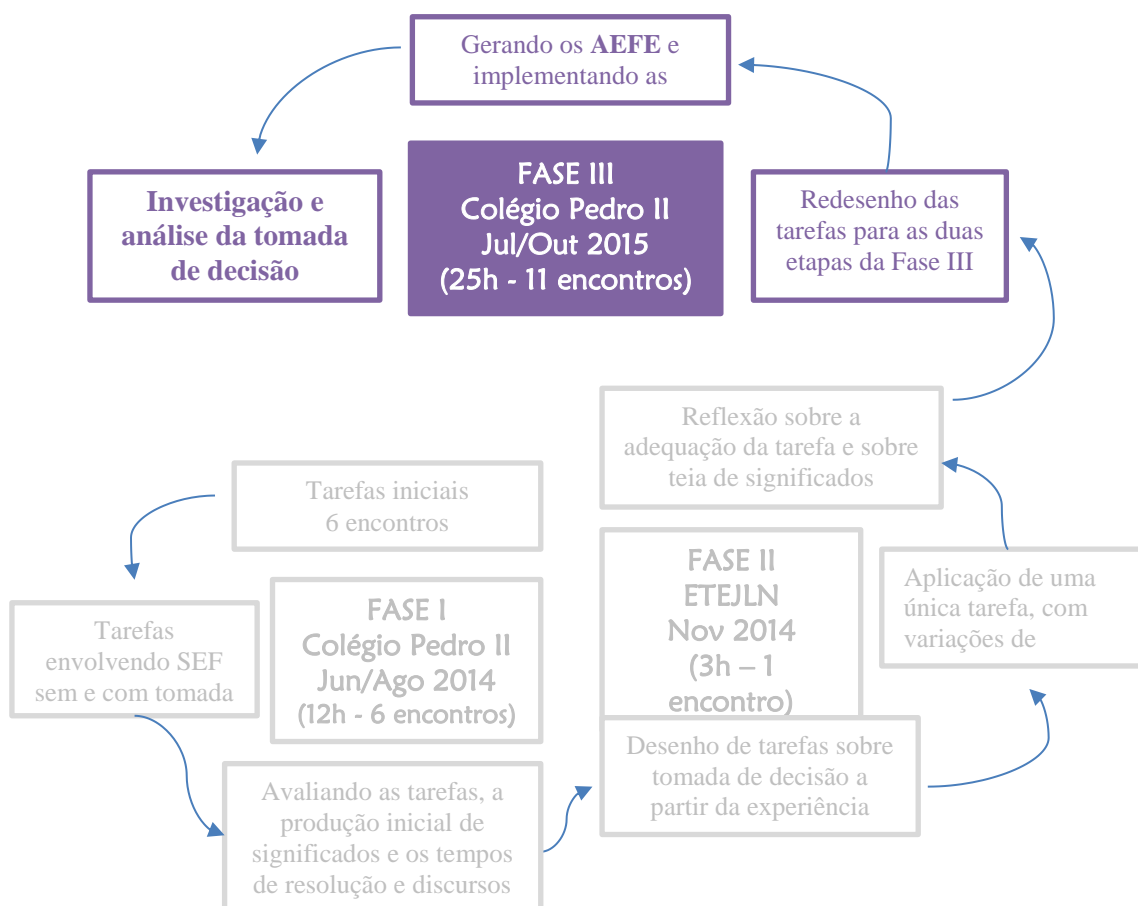 Gerando os AEFE e
implementando as
Investigação e
análise da tomada
de decisão
FASE III
Colégio Pedro II
Jul/Out 2015
(25h - 11 encontros)
Redesenho das
tarefas para as duas
etapas da Fase III
Reflexão sobre a
adequação da tarefa e sobre
teia de significados
Tarefas iniciais
6 encontros
FASE II
ETEJLN
Nov 2014
(3h – 1
encontro)
Aplicação de uma
única tarefa, com
variações de
Tarefas
envolvendo SEF
sem e com tomada
FASE I
Colégio Pedro II
Jun/Ago 2014
(12h - 6 encontros)
Desenho de tarefas sobre
tomada de decisão a
partir da experiência
Avaliando as tarefas, a
produção inicial de
significados e os tempos
de resolução e discursos